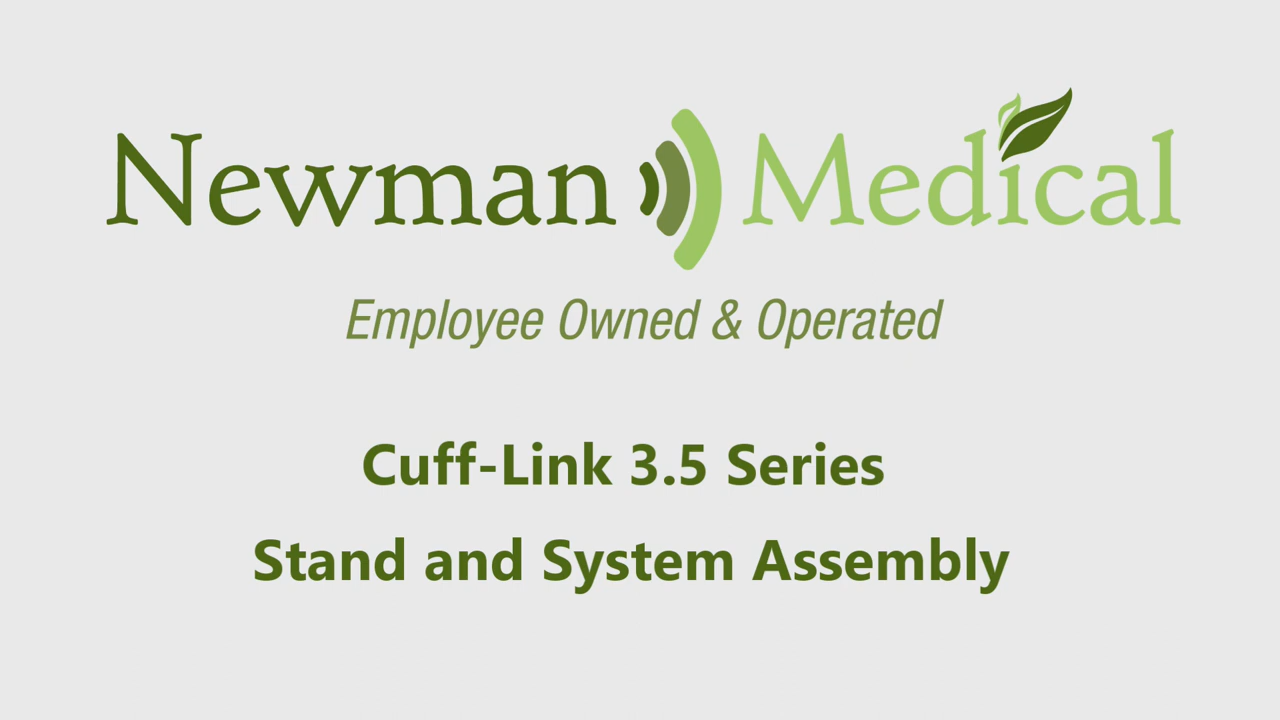 Newman Medical
Employee Owned & Operated
Cuff-Link 3.5 Series
Stand and System Assembly